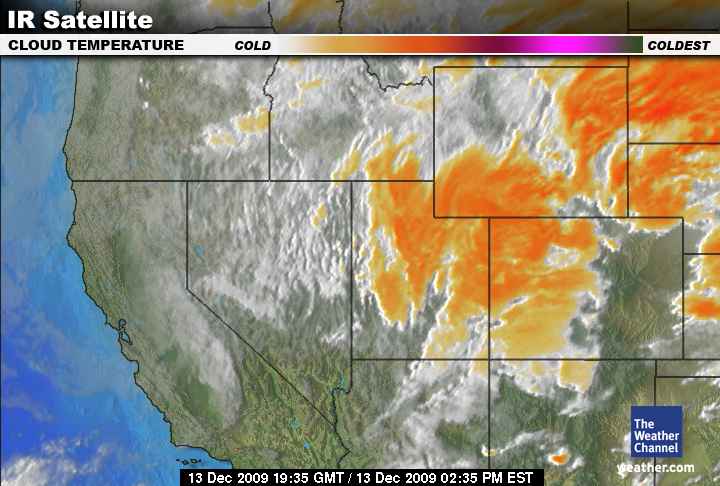 IR Satellite
CLOUD TEMPERATURE COLD COLDEST
The
Weather
Channel
weather.com
13 Dec 2009 19:35 GMT / 13 Dec 2009 02:35 PM EST